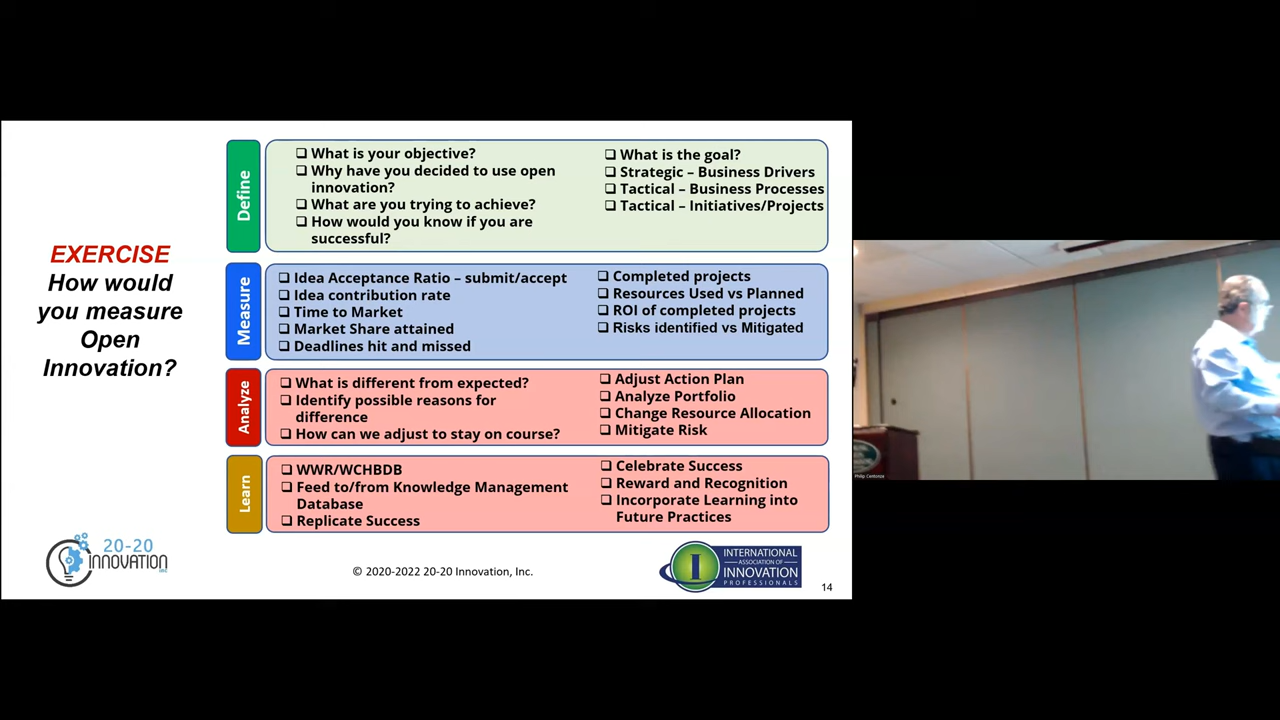 EXERCISE
How would
you measure
Open
Innovation?
Define
❑ What is your objective?
❑ Why have you decided to use open
innovation?
❑ What are you trying to achieve?
❑ How would you know if you are
successful?
❑ What is the goal?
❑ Strategic – Business Drivers
❑ Tactical – Business Processes
❑ Tactical – Initiatives/Projects
Measure
❑ Idea Acceptance Ratio – submit/accept
❑ Idea contribution rate
❑ Time to Market
❑ Market Share attained
❑ Deadlines hit and missed
❑ Completed projects
❑ Resources Used vs Planned
❑ ROI of completed projects
❑ Risks identified vs Mitigated
Analyze
❑ What is different from expected?
❑ Identify possible reasons for
difference
❑ How can we adjust to stay on course?
❑ Adjust Action Plan
❑ Analyze Portfolio
❑ Change Resource Allocation
❑ Mitigate Risk
Learn
❑ WWR/WCHBDB
❑ Feed to/from Knowledge Management
Database
❑ Replicate Success
❑ Celebrate Success
❑ Reward and Recognition
❑ Incorporate Learning into
Future Practices
20-20
INNOVATION
INC
© 2020-2022 20-20 Innovation, Inc.
I
INTERNATIONAL
ASSOCIATION OF
INNOVATION
PROFESSIONALS
14
Philip Centonze